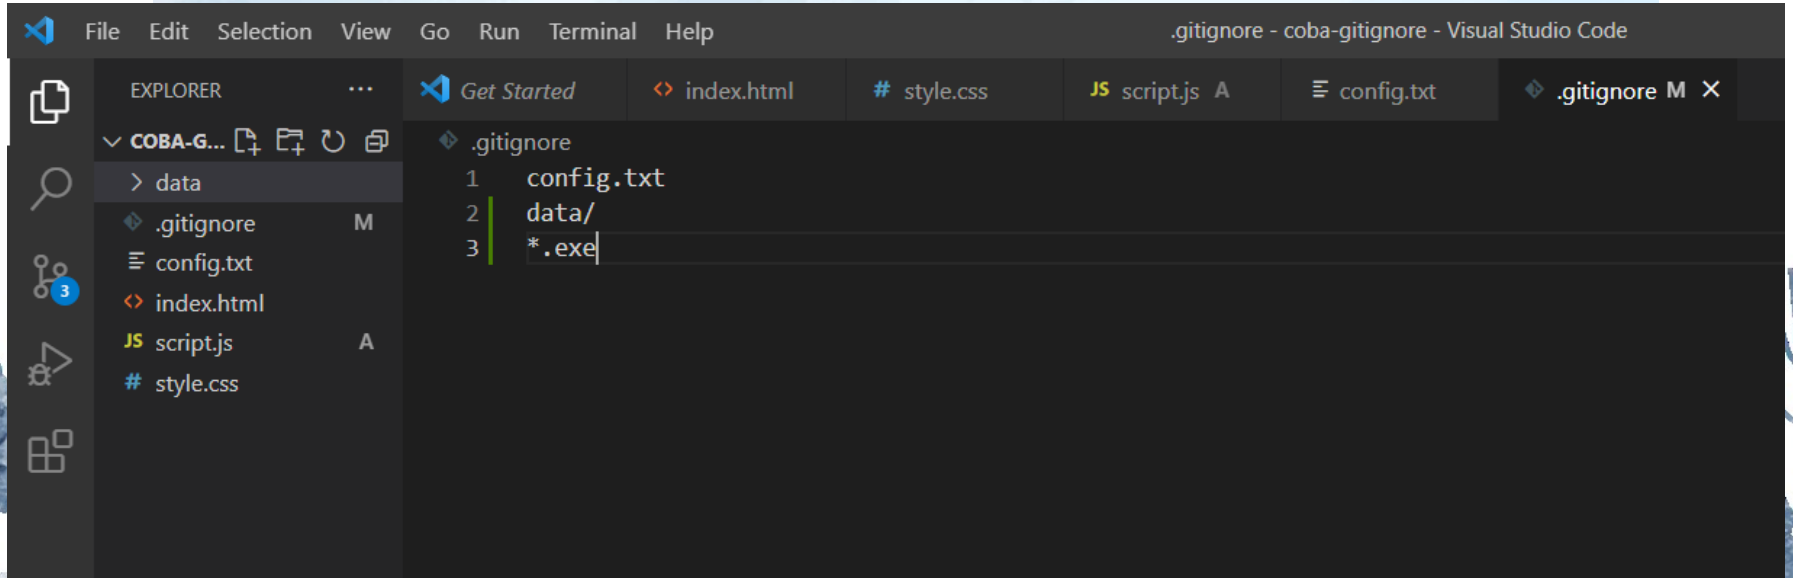 File Edit Selection View Go Run Terminal Help .gitignore - coba-gitignore - Visual Studio Code
EXPLORER ...
COBA-G...
data
.gitignore M
config.txt
index.html
JS script.js A
# style.css
3
Get Started <> index.html # style.css JS script.js A config.txt .gitignore M
.gitignore
1 config.txt
2 data/
3 *.exe